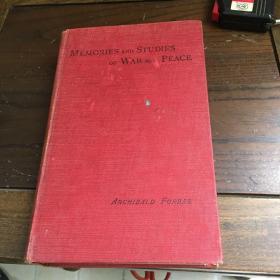 MEMORIES AND STUDIES
OF WAR AND PEACE
ARCHIBALD FORBES